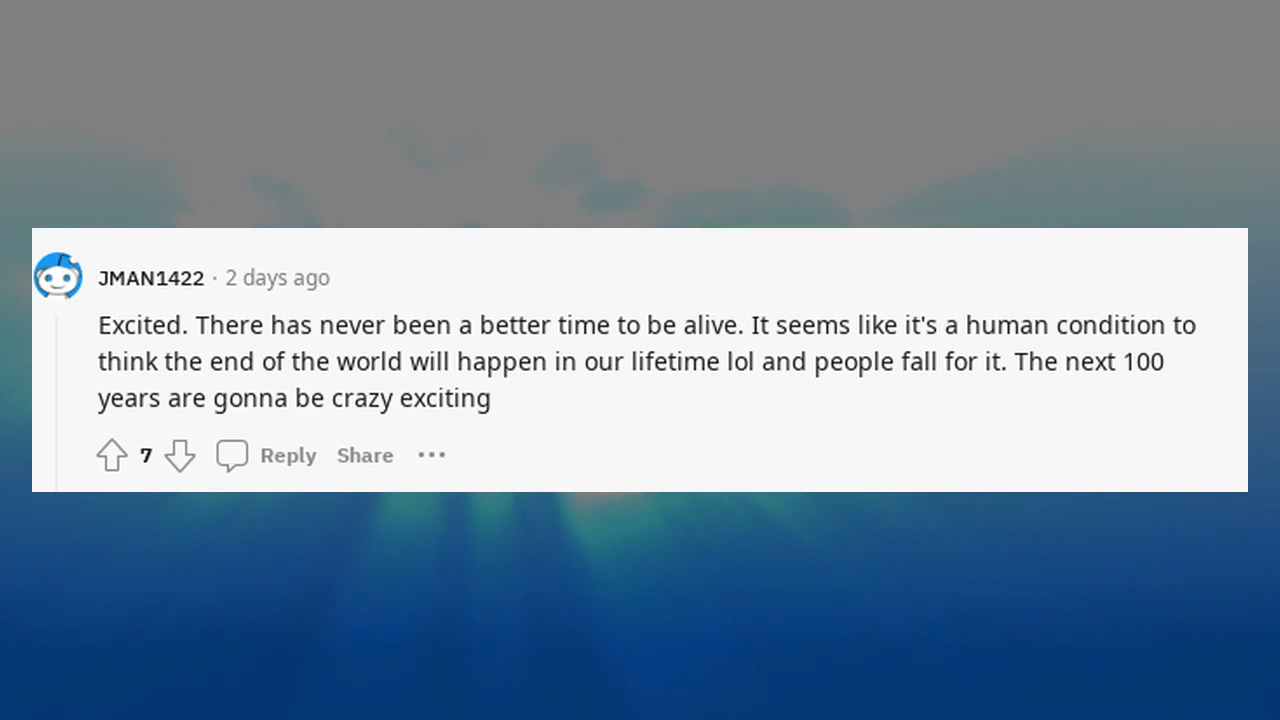 JMAN1422 · 2 days ago
Excited. There has never been a better time to be alive. It seems like it's a human condition to
think the end of the world will happen in our lifetime lol and people fall for it. The next 100
years are gonna be crazy exciting
7 Reply Share •••